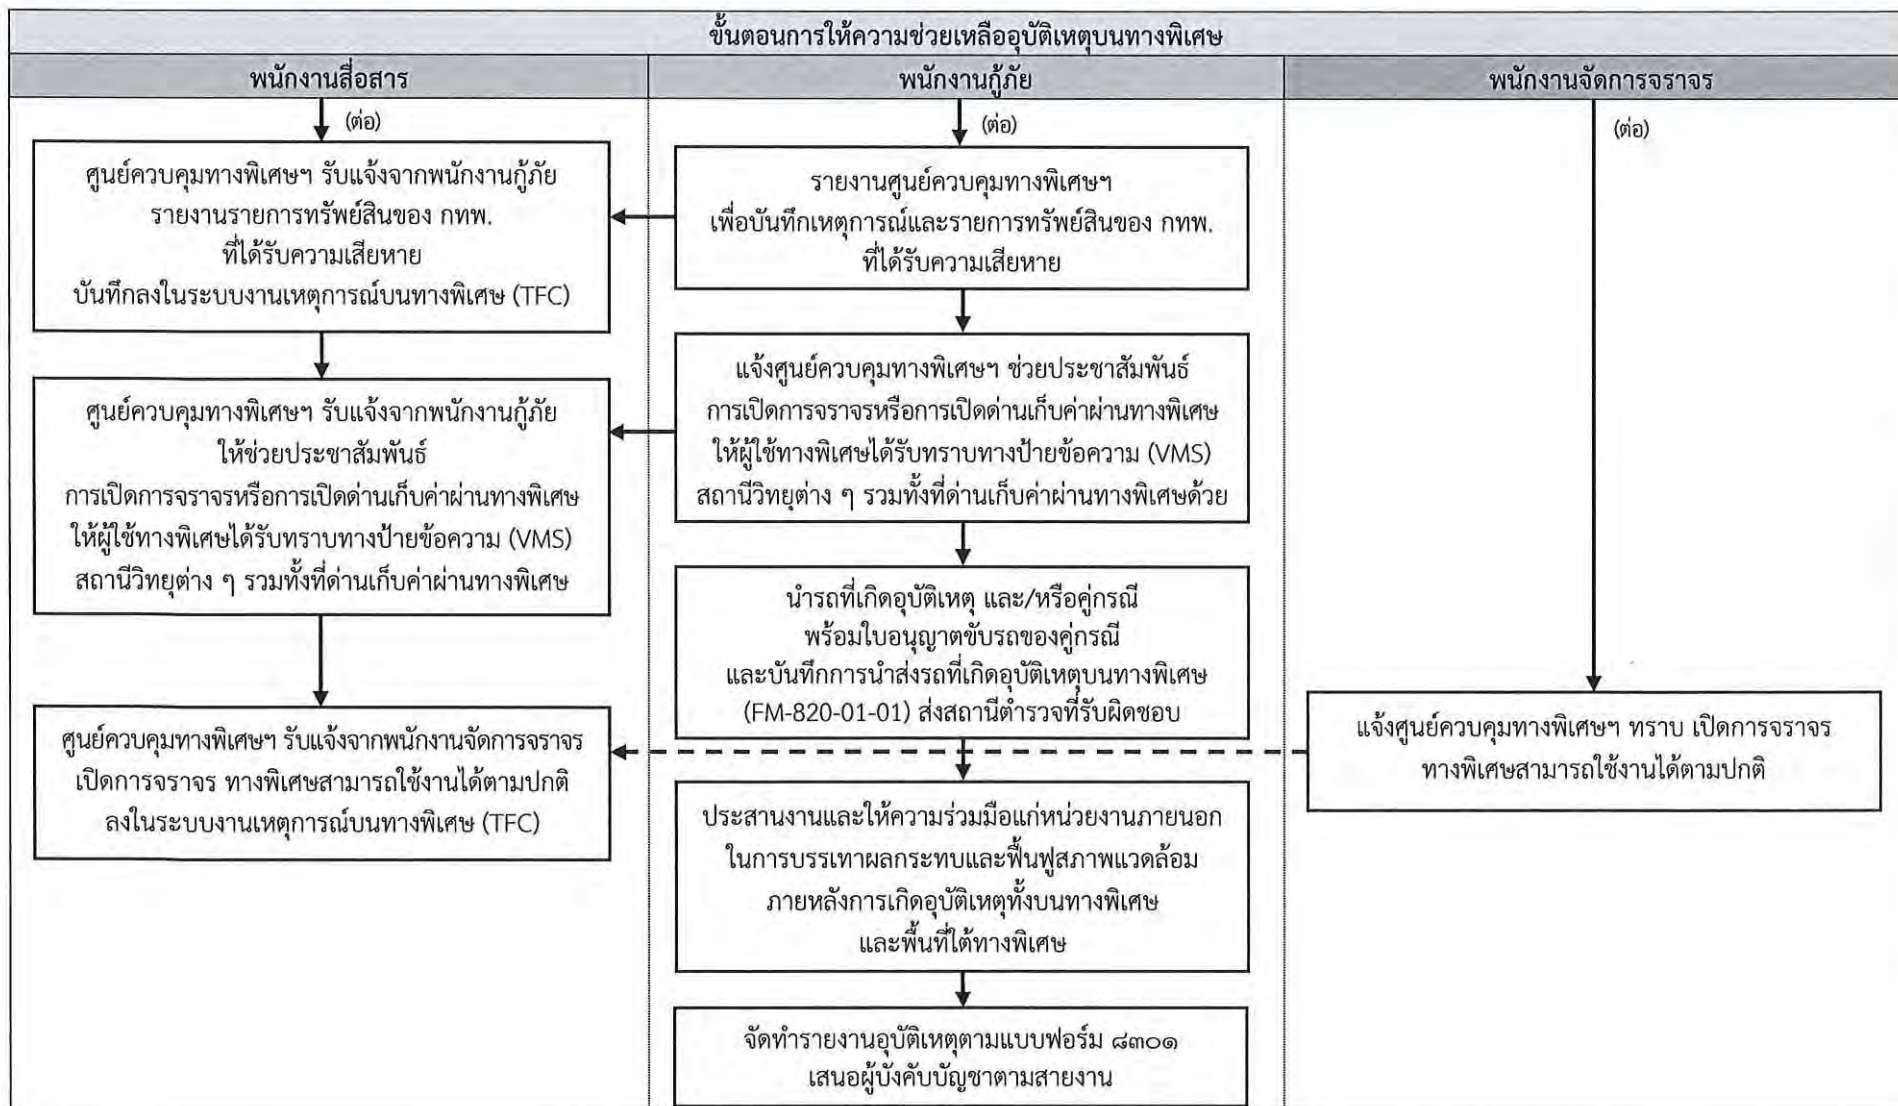 ขั้นตอนการให้ความช่วยเหลืออุบัติเหตุบนทางพิเศษ
พนักงานสื่อสาร
พนักงานกู้ภัย
พนักงานจัดการจราจร
(ต่อ)
(ต่อ)
(ต่อ)
ศูนย์ควบคุมทางพิเศษฯ รับแจ้งจากพนักงานกู้ภัย
รายงานรายการทรัพย์สินของ กทพ.
ที่ได้รับความเสียหาย
บันทึกลงในระบบงานเหตุการณ์บนทางพิเศษ (TFC)
รายงานศูนย์ควบคุมทางพิเศษฯ
เพื่อบันทึกเหตุการณ์และรายการทรัพย์สินของ กทพ.
ที่ได้รับความเสียหาย
ศูนย์ควบคุมทางพิเศษฯ รับแจ้งจากพนักงานกู้ภัย
ให้ช่วยประชาสัมพันธ์
การเปิดการจราจรหรือการเปิดด่านเก็บค่าผ่านทางพิเศษ
ให้ผู้ใช้ทางพิเศษได้รับทราบทางป้ายข้อความ (VMS)
สถานีวิทยุต่าง ๆ รวมทั้งที่ด่านเก็บค่าผ่านทางพิเศษ
แจ้งศูนย์ควบคุมทางพิเศษฯ ช่วยประชาสัมพันธ์
การเปิดการจราจรหรือการเปิดด่านเก็บค่าผ่านทางพิเศษ
ให้ผู้ใช้ทางพิเศษได้รับทราบทางป้ายข้อความ (VMS)
สถานีวิทยุต่าง ๆ รวมทั้งที่ด่านเก็บค่าผ่านทางพิเศษด้วย
นำรถที่เกิดอุบัติเหตุ และ/หรือคู่กรณี
พร้อมใบอนุญาตขับรถของคู่กรณี
และบันทึกการนำส่งรถที่เกิดอุบัติเหตุบนทางพิเศษ
(FM-820-01-01) ส่งสถานีตำรวจที่รับผิดชอบ
ศูนย์ควบคุมทางพิเศษฯ รับแจ้งจากพนักงานจัดการจราจร
เปิดการจราจร ทางพิเศษสามารถใช้งานได้ตามปกติ
ลงในระบบงานเหตุการณ์บนทางพิเศษ (TFC)
แจ้งศูนย์ควบคุมทางพิเศษฯ ทราบ เปิดการจราจร
ทางพิเศษสามารถใช้งานได้ตามปกติ
ประสานงานและให้ความร่วมมือแก่หน่วยงานภายนอก
ในการบรรเทาผลกระทบและฟื้นฟูสภาพแวดล้อม
ภายหลังการเกิดอุบัติเหตุทั้งบนทางพิเศษ
และพื้นที่ใต้ทางพิเศษ
จัดทำรายงานอุบัติเหตุตามแบบฟอร์ม ๘๓๐๑
เสนอผู้บังคับบัญชาตามสายงาน